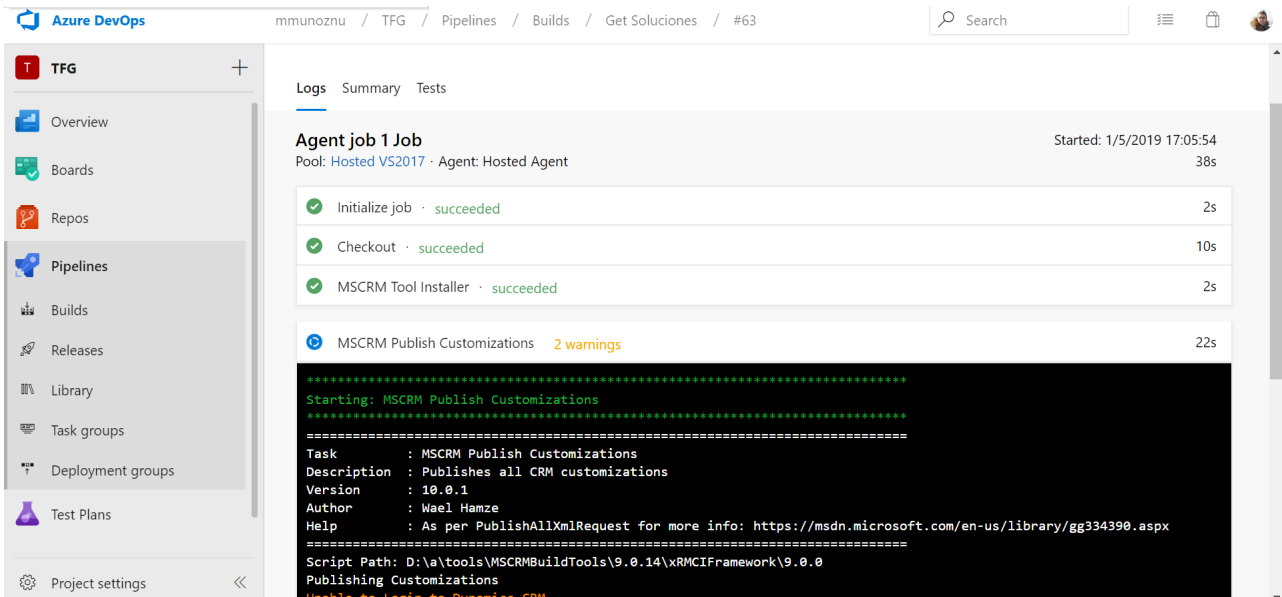 Azure DevOps
mmunoznu / TFG / Pipelines / Builds / Get Soluciones / #63
Search
T TFG
Overview
Boards
Repos
Pipelines
Builds
Releases
Library
Task groups
Deployment groups
Test Plans
Project settings
Logs Summary Tests
Agent job 1 Job
Started: 1/5/2019 17:05:54
Pool: Hosted VS2017 · Agent: Hosted Agent
38s
Initialize job · succeeded 2s
Checkout · succeeded 10s
MSCRM Tool Installer · succeeded 2s
MSCRM Publish Customizations 2 warnings 22s
******************************************************************************
Starting: MSCRM Publish Customizations
******************************************************************************
==============================================================================
Task : MSCRM Publish Customizations
Description : Publishes all CRM customizations
Version : 10.0.1
Author : Wael Hamze
Help : As per PublishAllXmlRequest for more info: https://msdn.microsoft.com/en-us/library/gg334390.aspx
==============================================================================
Script Path: D:\a\tools\MSCRMBuildTools\9.0.14\xRMCIFramework\9.0.0
Publishing Customizations
Unable to Login to Dynamics CRM